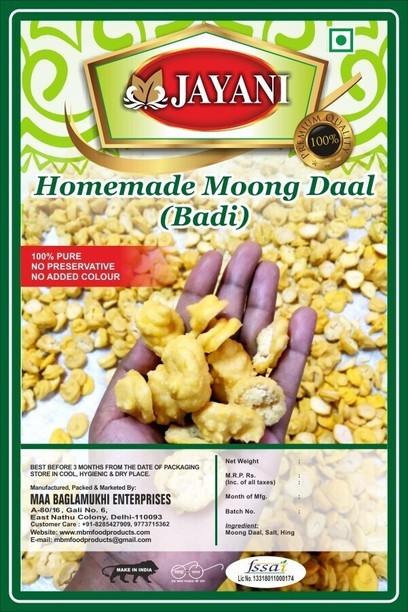 JAYANI
PREMIUM QUALITY
100%
Homemade Moong Daal
(Badi)
100% PURE
NO PRESERVATIVE
NO ADDED COLOUR
BEST BEFORE 3 MONTHS FROM THE DATE OF PACKAGING
STORE IN COOL, HYGIENIC & DRY PLACE.
Manufactured, Packed & Marketed By:
MAA BAGLAMUKHI ENTERPRISES
A-80/16, Gali No. 6,
East Nathu Colony, Delhi-110093
Customer Care : +91-8285427909, 9773715362
Website: www.mbmfoodproducts.com
E-mail: mbmfoodproducts@gmail.com
Net Weight :
M.R.P. Rs. :
(Inc. of all taxes)
Month of Mfg. :
Batch No. :
Ingredient:
Moong Daal, Salt, Hing
MAKE IN INDIA
fssai
Lic No. 13318011000174